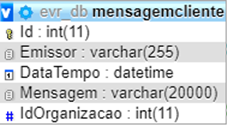 v evr_db mensagemcliente
Id : int(11)
Emissor : varchar(255)
DataTempo : datetime
Mensagem : varchar(20000)
# IdOrganizacao : int(11)